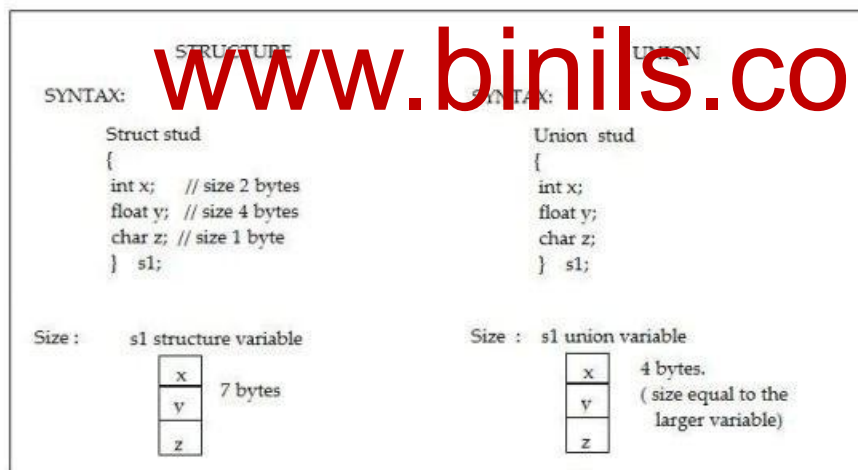 www.binils.co
STRUCTURE
SYNTAX:
Struct stud
{
int x; // size 2 bytes
float y; // size 4 bytes
char z; // size 1 byte
} s1;
Size : s1 structure variable
x
y
z
7 bytes
UNION
SYNTAX:
Union stud
{
int x;
float y;
char z;
} s1;
Size : s1 union variable
x
y
z
4 bytes.
( size equal to the
larger variable)